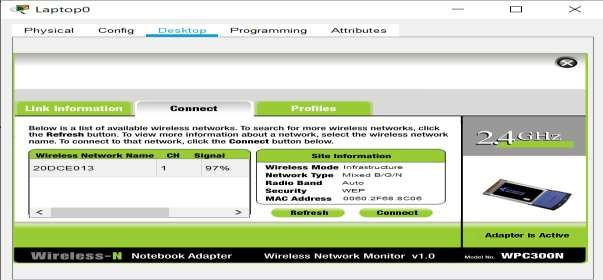 Laptop0
Physical Config Desktop Programming Attributes
Link Information Connect Profiles
Below is a list of available wireless networks. To search for more wireless networks, click
the Refresh button. To view more information about a network, select the wireless network
name. To connect to that network, click the Connect button below.
2.4GHz
Wireless Network Name CH Signal
20DCE013 1 97%
Site Information
Wireless Mode Infrastructure
Network Type Mixed B/G/N
Radio Band Auto
Security WEP
MAC Address 0060.2F68.8C06
Refresh Connect
Adapter is Active
Wireless-N Notebook Adapter Wireless Network Monitor v1.0 Model No. WPC300N